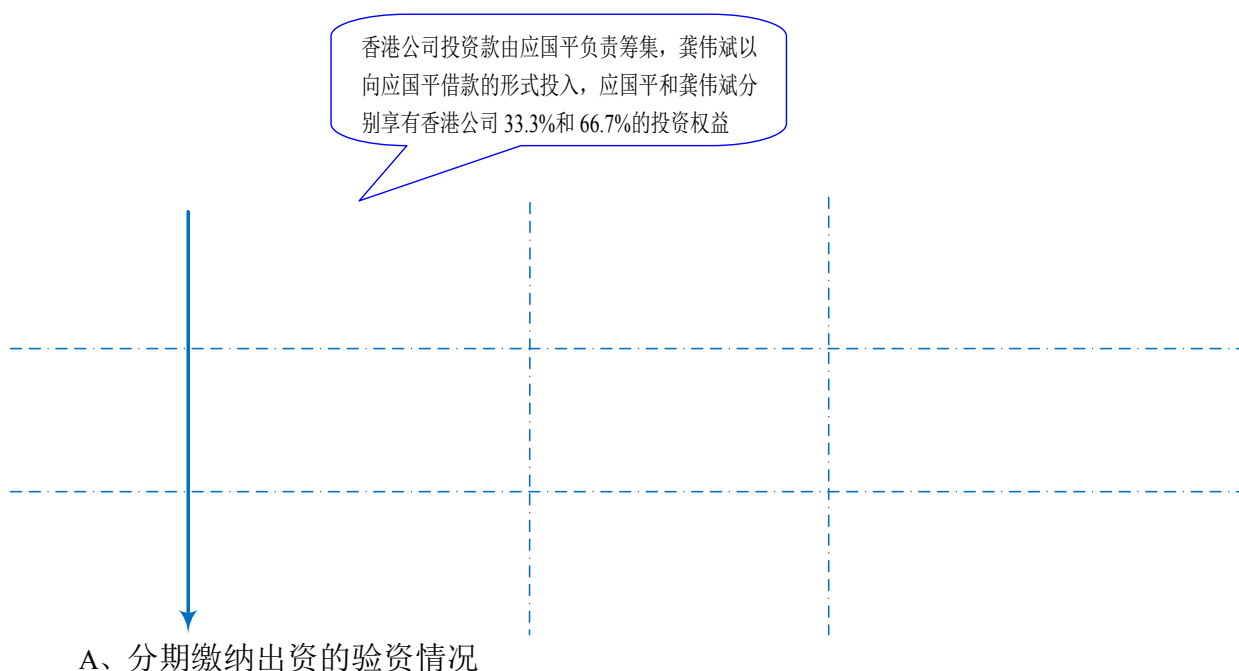 香港公司投资款由应国平负责筹集，龚伟斌以
向应国平借款的形式投入，应国平和龚伟斌分
别享有香港公司 33.3%和 66.7%的投资权益
A、分期缴纳出资的验资情况